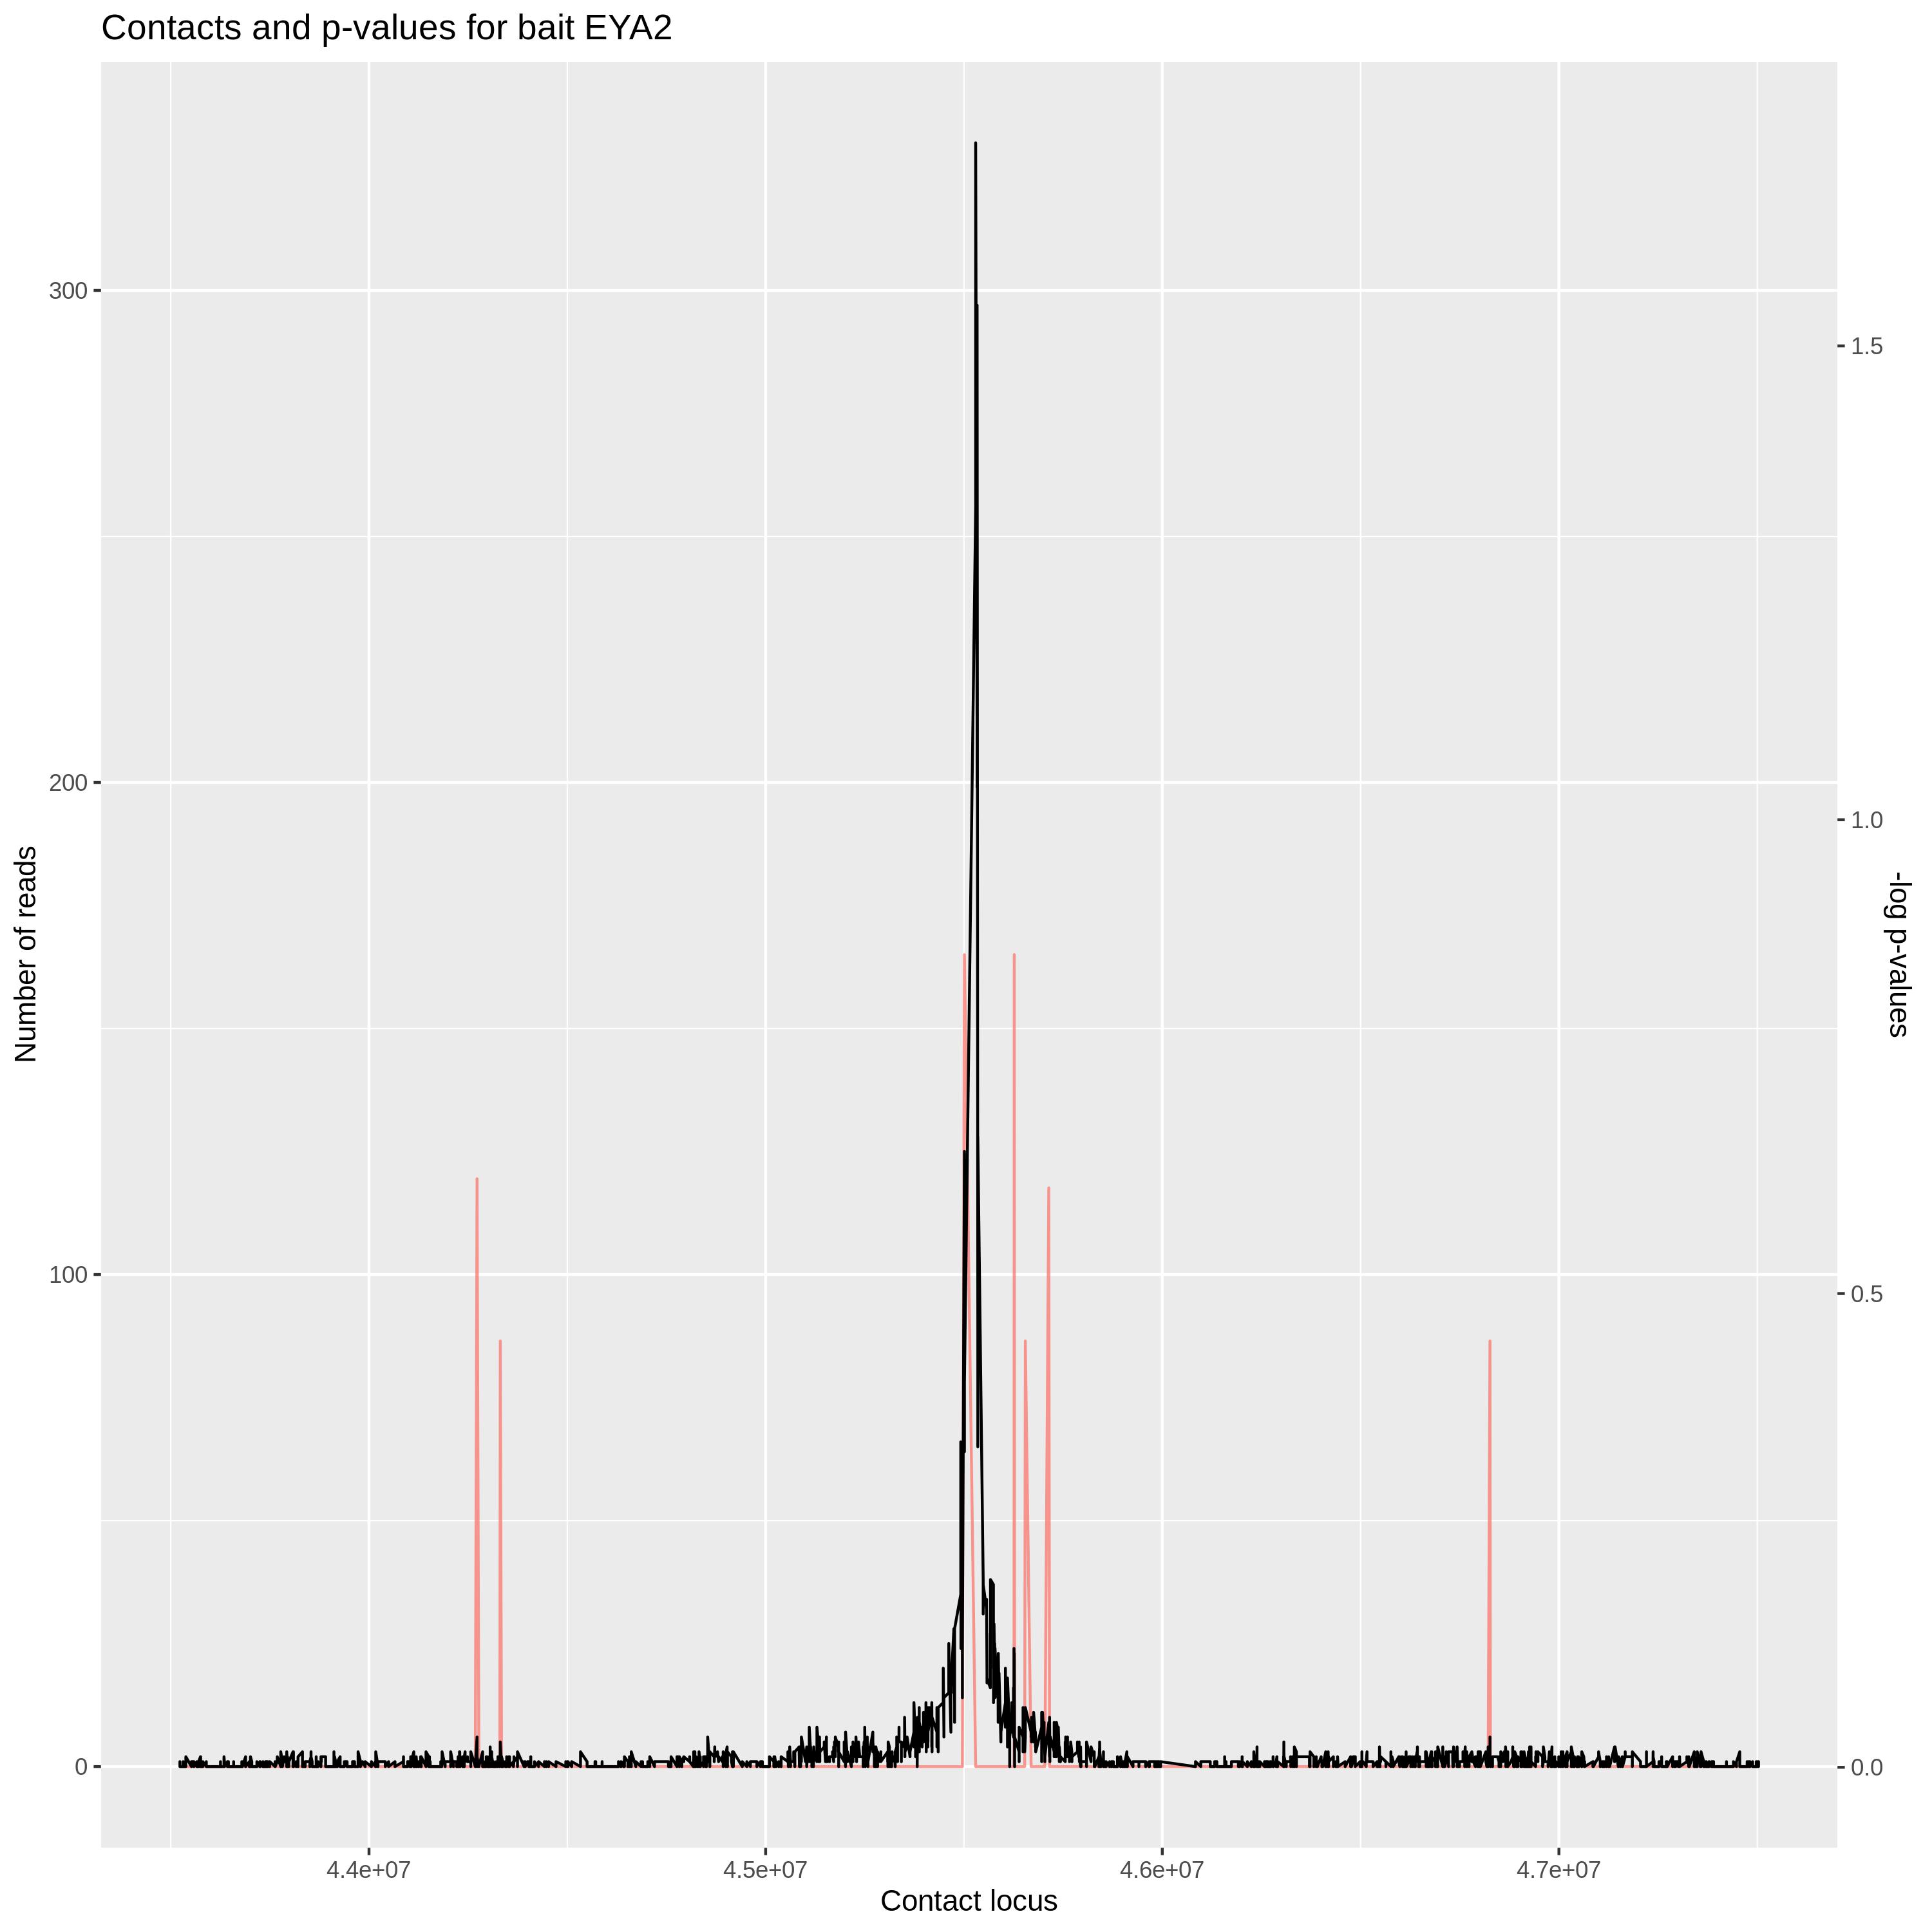 Contacts and p-values for bait EYA2
Number of reads
300
200
100
0
1.5
1.0
0.5
0.0
-log p-values
4.4e+07
4.5e+07
4.6e+07
4.7e+07
Contact locus